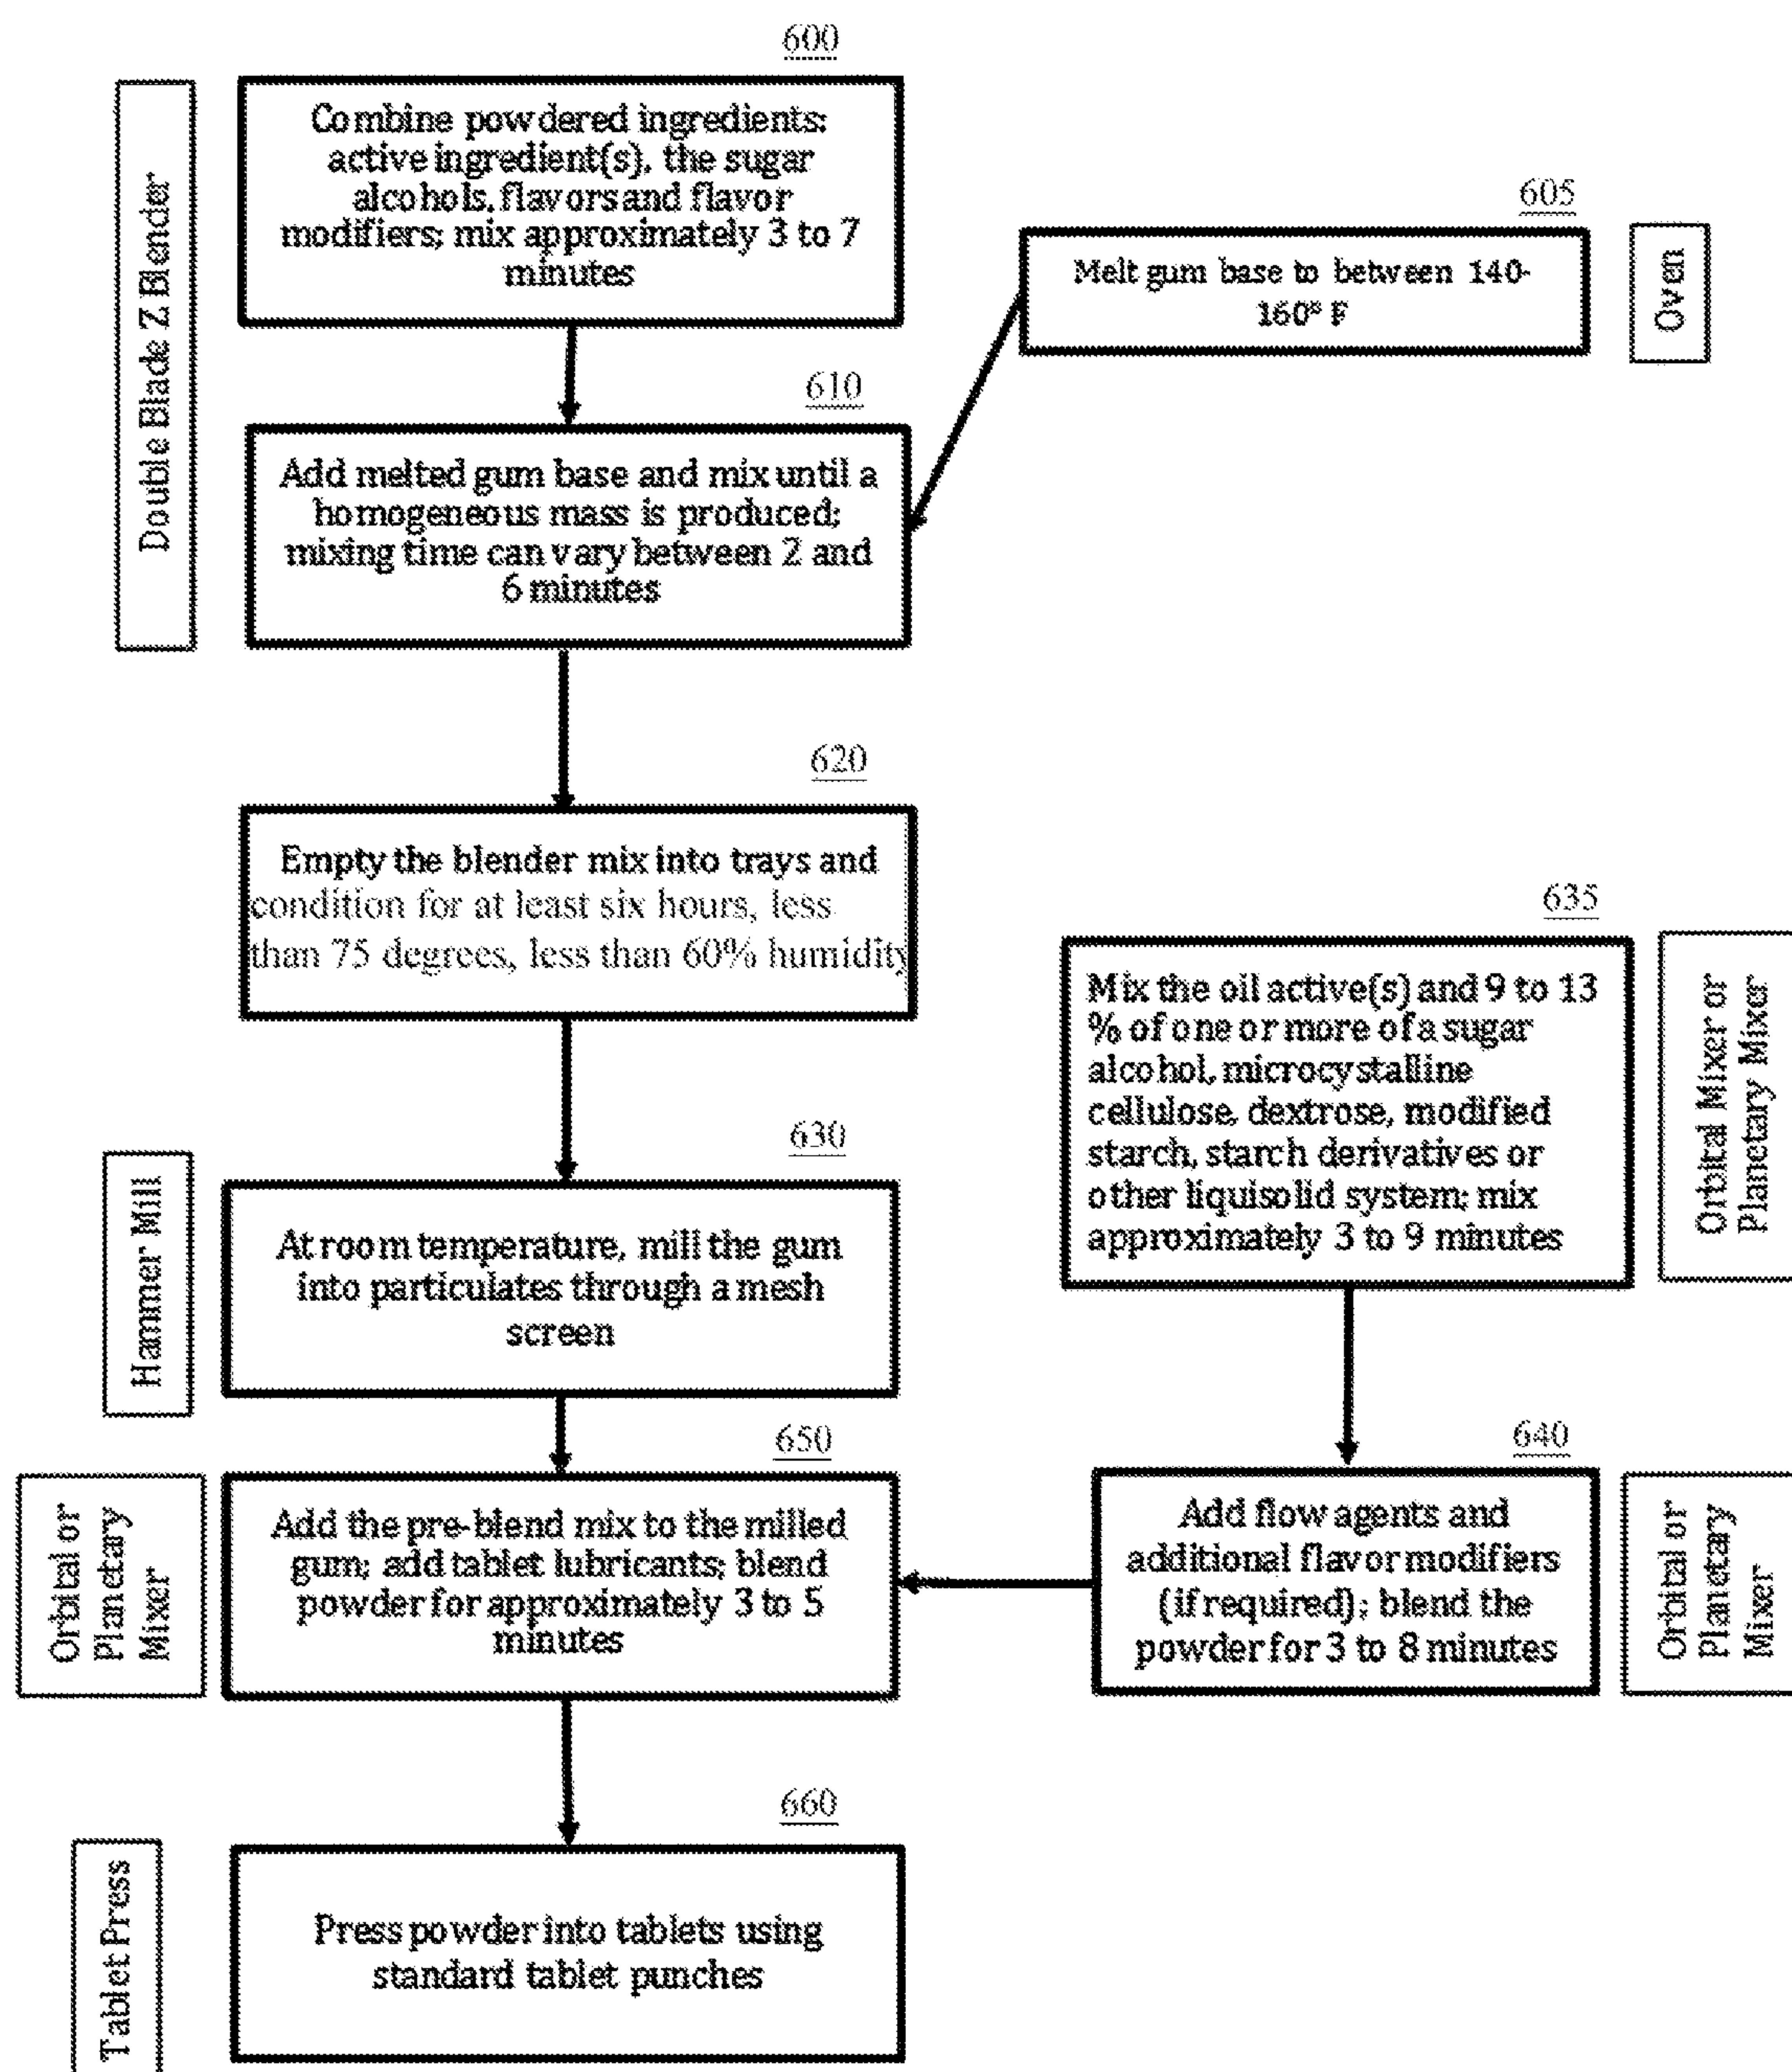 600
Double Blade Z Blender
Combine powdered ingredients:
active ingredient(s), the sugar
alcohols, flavors and flavor
modifiers; mix approximately 3 to 7
minutes
605
Melt gum base to between 140-
160° F
Oven
610
Add melted gum base and mix until a
homogeneous mass is produced;
mixing time can vary between 2 and
6 minutes
620
Empty the blender mix into trays and
condition for at least six hours, less
than 75 degrees, less than 60% humidity
635
Mix the oil active(s) and 9 to 13
% of one or more of a sugar
alcohol, microcystalline
cellulose, dextrose, modified
starch, starch derivatives or
other liquisolid system; mix
approximately 3 to 9 minutes
Orbital Mixer or
Planetary Mixer
630
Hammer Mill
At room temperature, mill the gum
into particulates through a mesh
screen
650
Orbital or
Planetary
Mixer
Add the pre-blend mix to the milled
gum; add tablet lubricants; blend
powder for approximately 3 to 5
minutes
640
Add flow agents and
additional flavor modifiers
(if required); blend the
powder for 3 to 8 minutes
Orbital or
Planetary
Mixer
660
Tablet Press
Press powder into tablets using
standard tablet punches